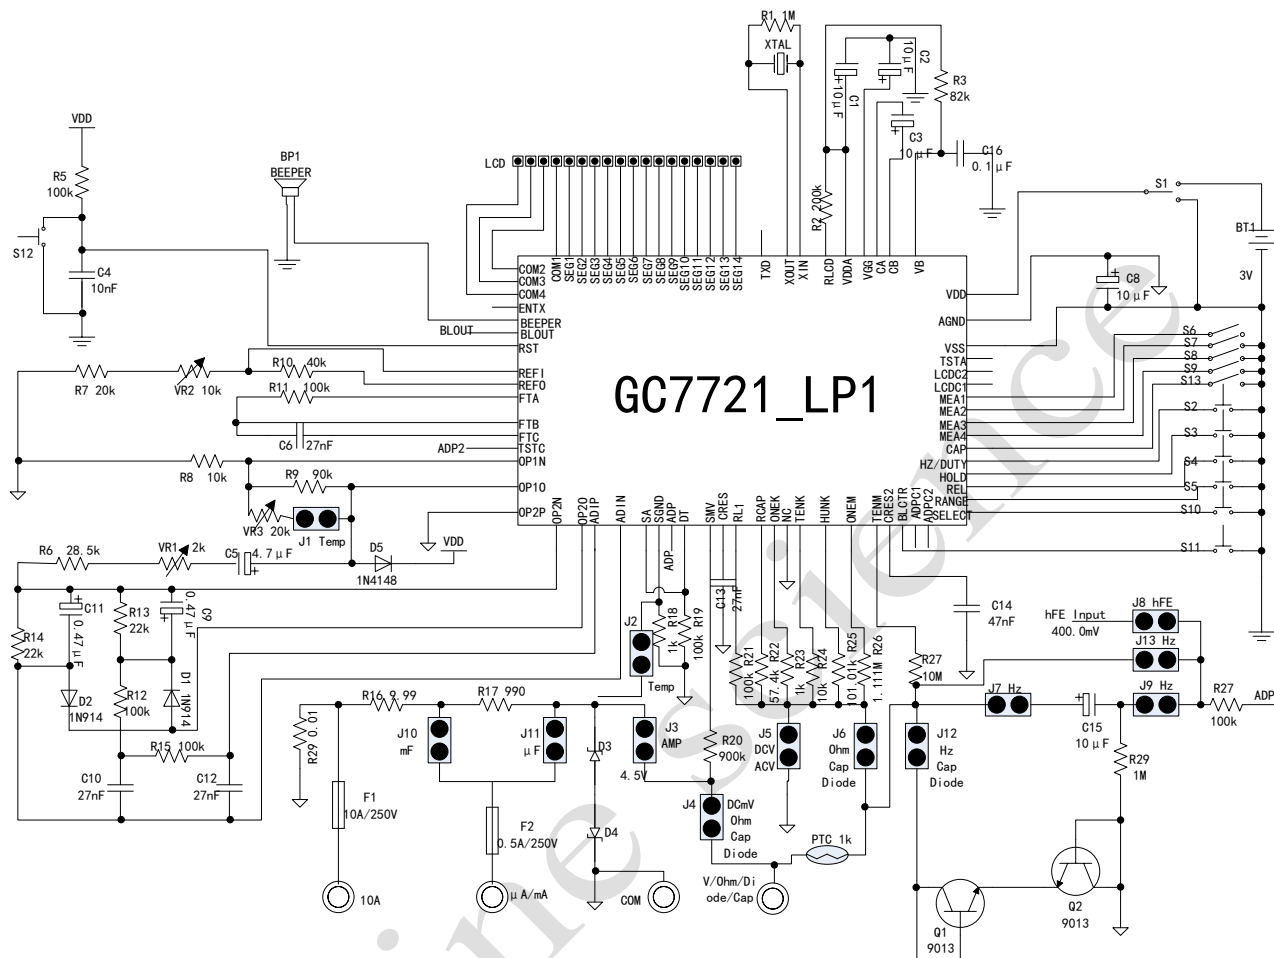 R1 1M
XTAL
10μF
C2
10μF
C1
R3
82k
C3
10μF
C16
0.1μF
VDD
R5
100k
S12
C4
10nF
BP1
BEEPER
LCD
R2 200k
S1
BT1
3V
C8
10μF
COM1
SEG1
SEG2
SEG3
SEG4
SEG5
SEG6
SEG7
SEG8
SEG9
SEG10
SEG11
SEG12
SEG13
SEG14
TXD
XOUT
XIN
RLCD
VDDA
VGG
CA
CB
VB
COM2
COM3
COM4
ENTX
BEEPER
BLOUT
BLOUT
RST
REFI
REFO
FTA
FTB
FTC
TSTC
OP1N
OP1O
OP2P
GC7721_LP1
VDD
AGND
VSS
TSTA
LCDC2
LCDC1
MEA1
MEA2
MEA3
MEA4
CAP
HZ/DUTY
HOLD
REL
RANGE
SELECT
S6
S7
S8
S9
S13
S2
S3
S4
S5
S10
S11
R7 20k
VR2 10k
R10 40k
R11 100k
C6 27nF
ADP2
R8 10k
R9 90k
VR3 20k
J1 Temp
R6 28.5k
VR1 2k
C5 4.7μF
D5
1N4148
VDD
OP2N
OP2O
ADIP
ADIN
SA
SGND
ADP
DT
SMV
CRES
RL1
RCAP
ONEK
NC
TENK
HUNK
ONEM
TENM
CRES2
BLCTR
ADPC1
ADPC2
ADP
C13
27nF
C14
47nF
C11 0.47μF
R13
22k
C9
0.47μF
R14
22k
D2
1N914
R12
100k
D1 1N914
R15 100k
C10
27nF
C12
27nF
J2
Temp
1k R18
100k R19
100k R21
57.4k R22
1k R23
10k R24
101.01k R25
1.111M R26
R27
10M
hFE Input
400.0mV
J8 hFE
J13 Hz
J7 Hz
J9 Hz
C15
10μF
R27
100k
ADP
R29
1M
R29 0.01
R16 9.99
R17 990
J10
mF
J11
μF
D3
J3
AMP
4.5V
R20
900k
J5
DCV
ACV
J6
Ohm
Cap
Diode
J12
Hz
Cap
Diode
F1
10A/250V
F2
0.5A/250V
D4
J4
DCmV
Ohm
Cap
Diode
PTC 1k
10A
μA/mA
COM
V/Ohm/Di
ode/Cap
Q1
9013
Q2
9013
ine science